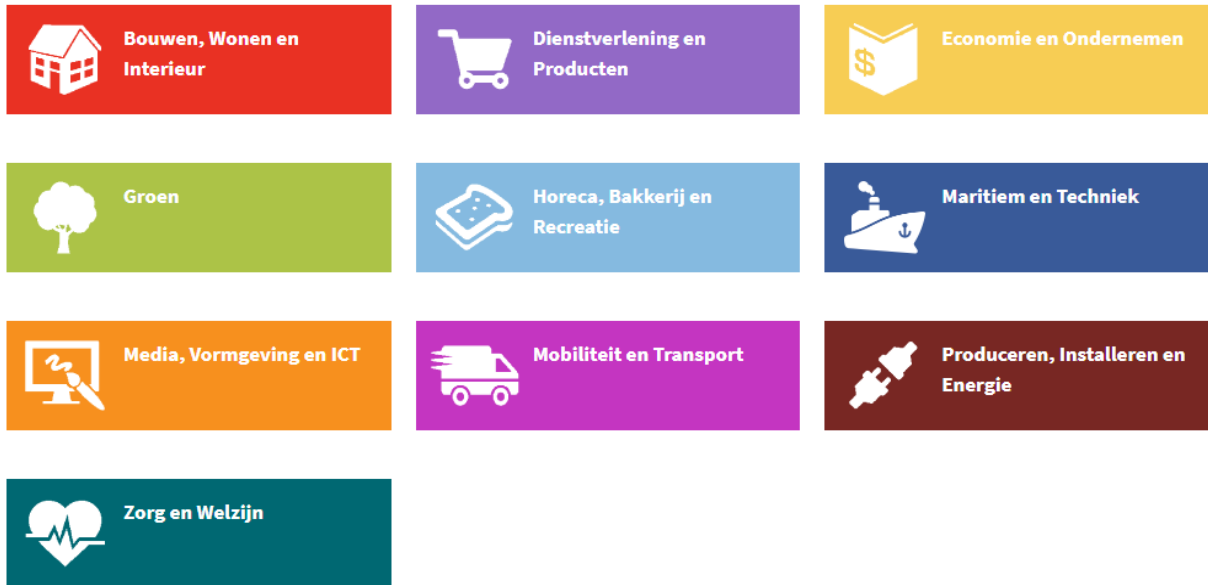 Bouwen, Wonen en
Interieur
Dienstverlening en
Producten
Economie en Ondernemen
$
Groen
Horeca, Bakkerij en
Recreatie
Maritiem en Techniek
Media, Vormgeving en ICT
Mobiliteit en Transport
Produceren, Installeren en
Energie
Zorg en Welzijn